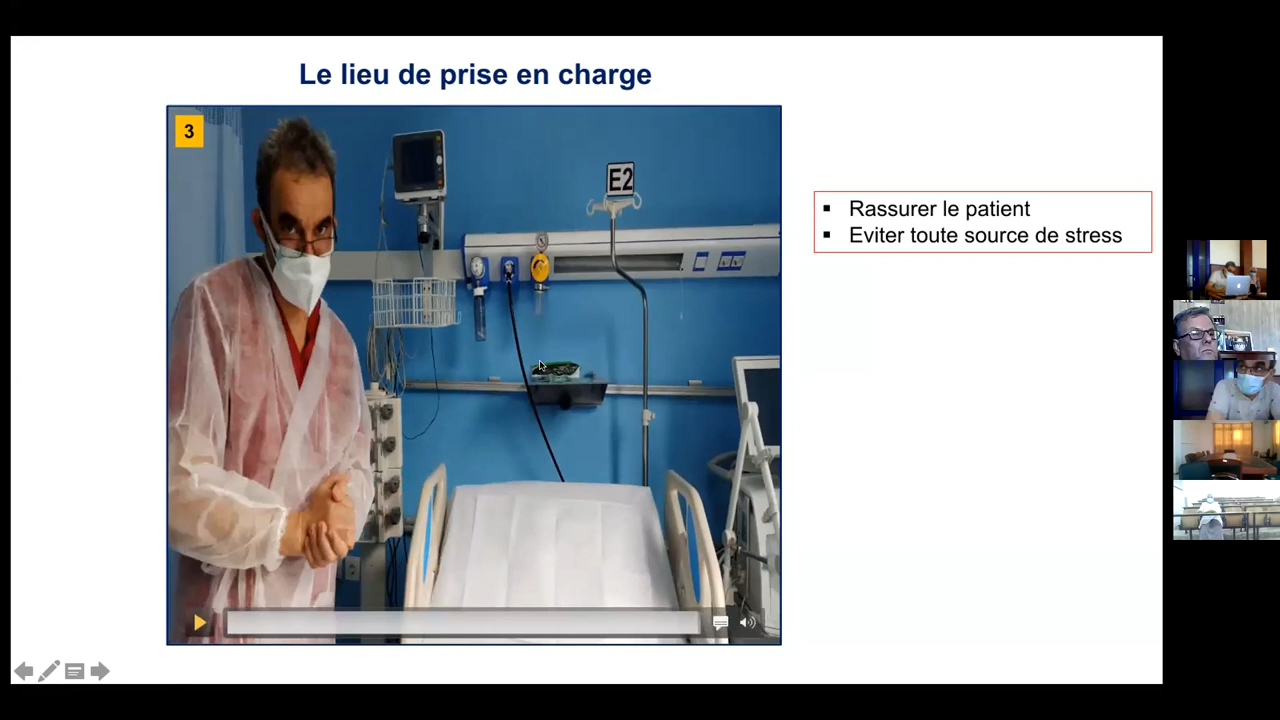 Le lieu de prise en charge
3
E2
▪ Rassurer le patient
▪ Eviter toute source de stress